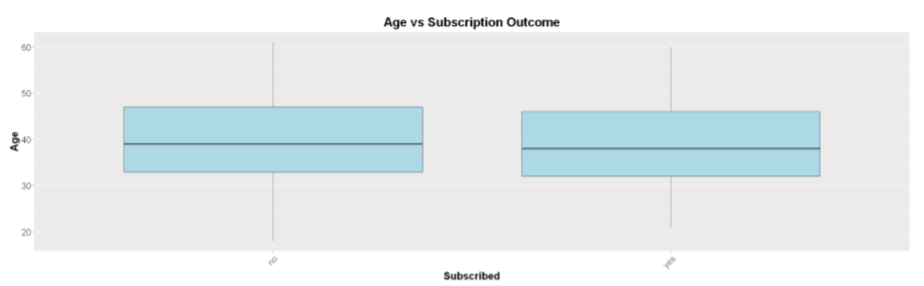 Age vs Subscription Outcome
60
50
40
30
20
Age
no
yes
Subscribed